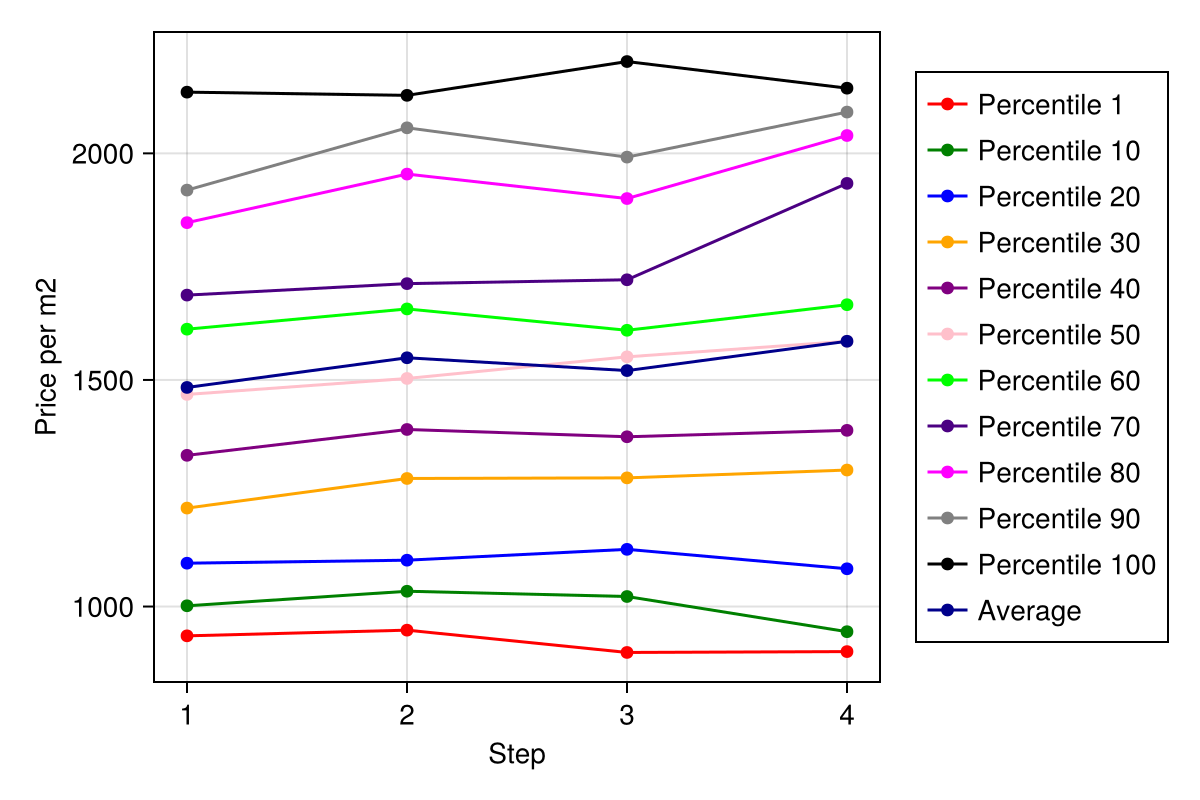 Price per m2
2000
1500
1000
1 2 3 4
Step
Percentile 1
Percentile 10
Percentile 20
Percentile 30
Percentile 40
Percentile 50
Percentile 60
Percentile 70
Percentile 80
Percentile 90
Percentile 100
Average